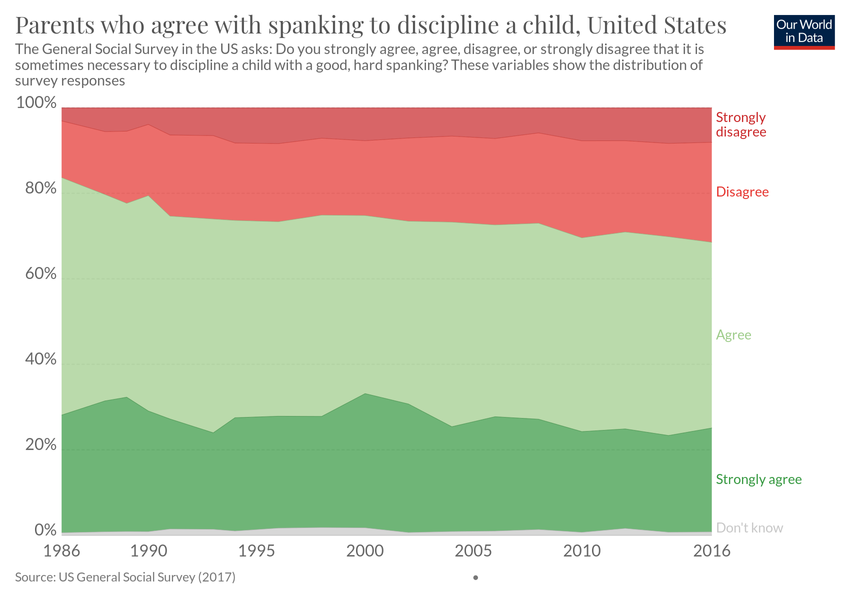 Parents who agree with spanking to discipline a child, United States
Our World
in Data
The General Social Survey in the US asks: Do you strongly agree, agree, disagree, or strongly disagree that it is
sometimes necessary to discipline a child with a good, hard spanking? These variables show the distribution of
survey responses
100%
80%
60%
40%
20%
0%
Strongly
disagree
Disagree
Agree
Strongly agree
Don't know
1986 1990 1995 2000 2005 2010 2016
Source: US General Social Survey (2017)